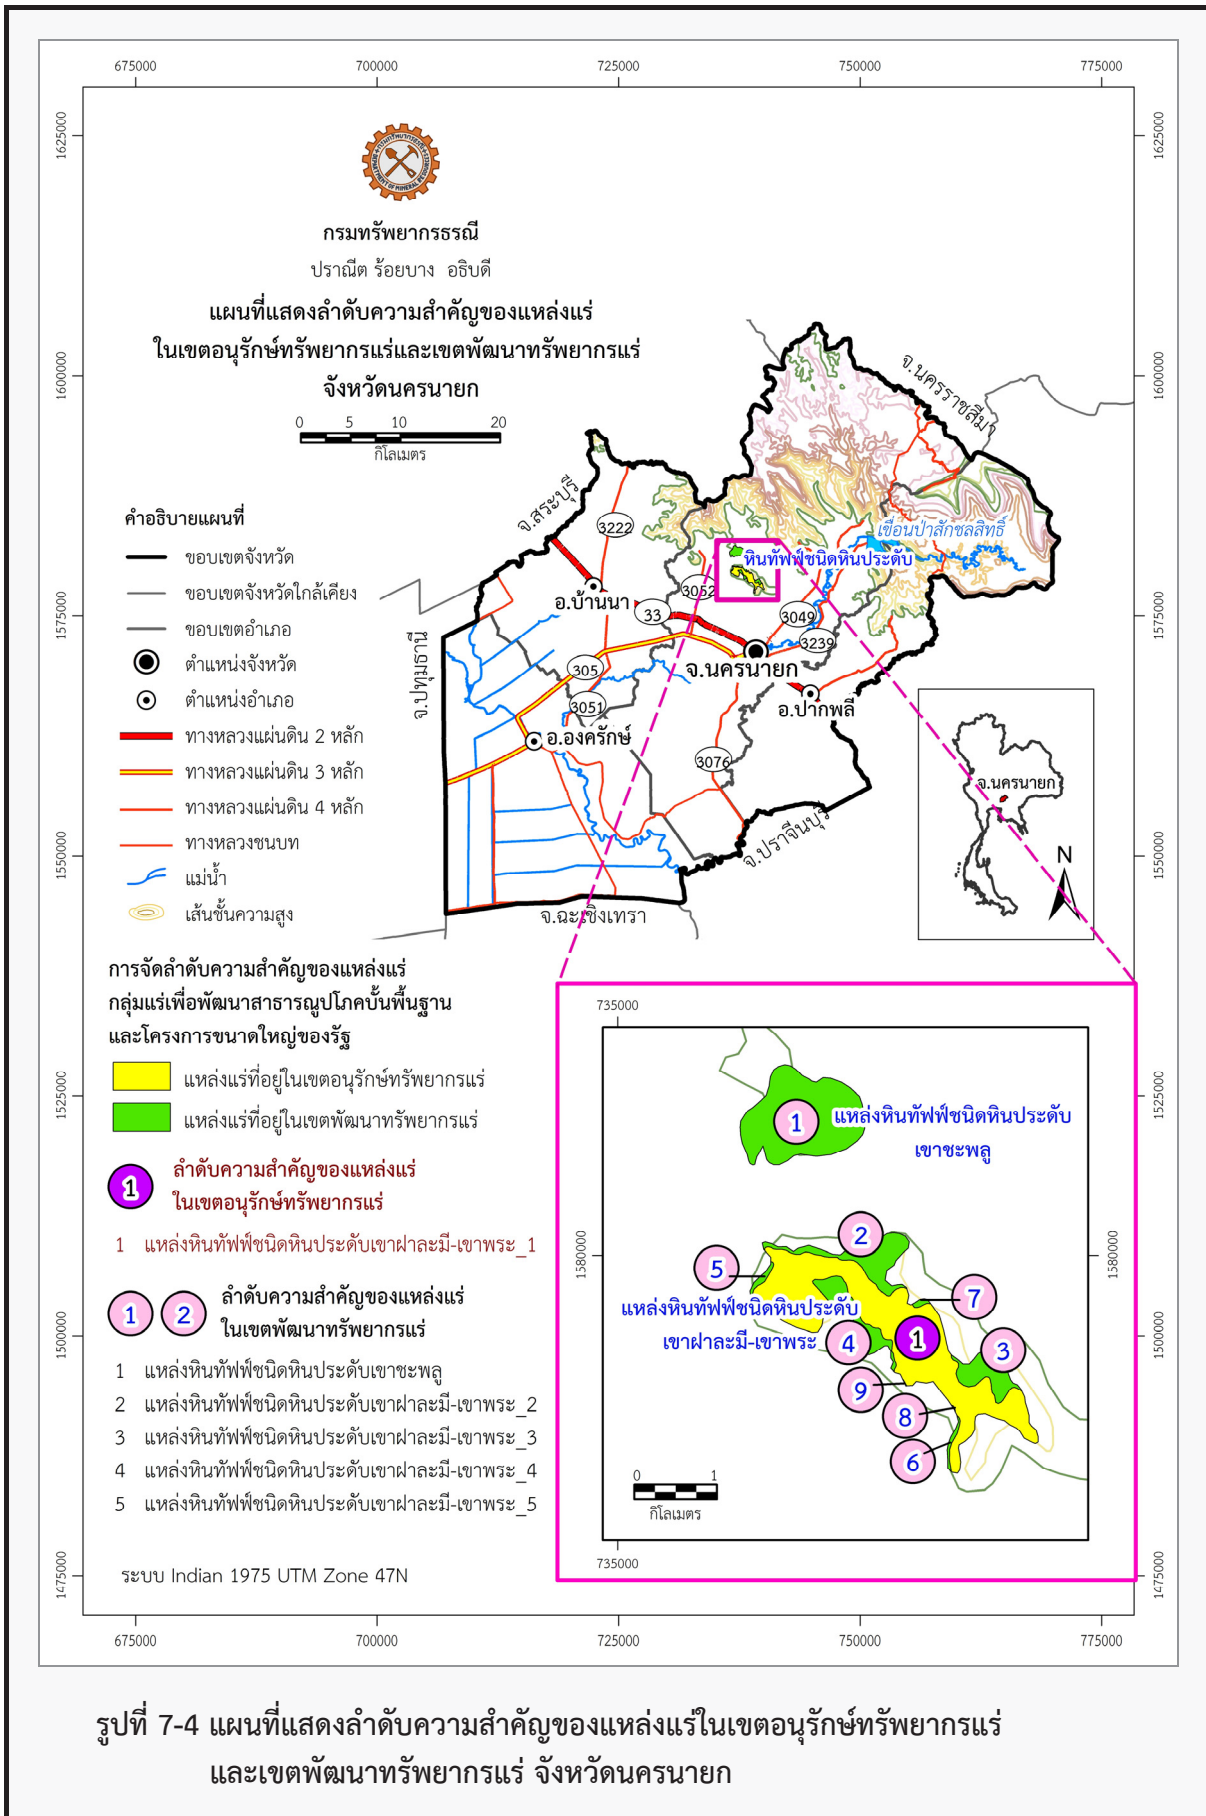 675000 700000 725000 750000 775000
1625000 1625000
กรมทรัพยากรธรณี
DEPARTMENT OF MINERAL RESOURCES
กรมทรัพยากรธรณี
ปราณีต ร้อยบาง อธิบดี
แผนที่แสดงลำดับความสำคัญของแหล่งแร่
ในเขตอนุรักษ์ทรัพยากรแร่และเขตพัฒนาทรัพยากรแร่
จังหวัดนครนายก
0 5 10 20
กิโลเมตร
1600000 1600000
จ.นครราชสีมา
จ.สระบุรี
3222
เขื่อนป่าสักชลสิทธิ์
หินทัฟฟ์ชนิดหินประดับ
3052
อ.บ้านนา
33
3049
3239
1575000 1575000
จ.ปทุมธานี
305
จ.นครนายก
3051
อ.ปากพลี
อ.องครักษ์
3076
จ.ปราจีนบุรี
จ.ฉะเชิงเทรา
จ.นครนายก
N
1550000 1550000
คำอธิบายแผนที่
ขอบเขตจังหวัด
ขอบเขตจังหวัดใกล้เคียง
ขอบเขตอำเภอ
ตำแหน่งจังหวัด
ตำแหน่งอำเภอ
ทางหลวงแผ่นดิน 2 หลัก
ทางหลวงแผ่นดิน 3 หลัก
ทางหลวงแผ่นดิน 4 หลัก
ทางหลวงชนบท
แม่น้ำ
เส้นชั้นความสูง
การจัดลำดับความสำคัญของแหล่งแร่
กลุ่มแร่เพื่อพัฒนาสาธารณูปโภคขั้นพื้นฐาน
และโครงการขนาดใหญ่ของรัฐ
แหล่งแร่ที่อยู่ในเขตอนุรักษ์ทรัพยากรแร่
แหล่งแร่ที่อยู่ในเขตพัฒนาทรัพยากรแร่
1525000 1525000
1 ลำดับความสำคัญของแหล่งแร่
ในเขตอนุรักษ์ทรัพยากรแร่
1 แหล่งหินทัฟฟ์ชนิดหินประดับเขาฝาละมี-เขาพระ_1
1 2 ลำดับความสำคัญของแหล่งแร่
ในเขตพัฒนาทรัพยากรแร่
1500000 1500000
1 แหล่งหินทัฟฟ์ชนิดหินประดับเขาชะพลู
2 แหล่งหินทัฟฟ์ชนิดหินประดับเขาฝาละมี-เขาพระ_2
3 แหล่งหินทัฟฟ์ชนิดหินประดับเขาฝาละมี-เขาพระ_3
4 แหล่งหินทัฟฟ์ชนิดหินประดับเขาฝาละมี-เขาพระ_4
5 แหล่งหินทัฟฟ์ชนิดหินประดับเขาฝาละมี-เขาพระ_5
ระบบ Indian 1975 UTM Zone 47N
1475000 1475000
735000
1 แหล่งหินทัฟฟ์ชนิดหินประดับ
เขาชะพลู
1580000 1580000
2
5
7
แหล่งหินทัฟฟ์ชนิดหินประดับ
เขาฝาละมี-เขาพระ
1
4
3
9
8
6
0 1
กิโลเมตร
735000
675000 700000 725000 750000 775000
รูปที่ 7-4 แผนที่แสดงลำดับความสำคัญของแหล่งแร่ในเขตอนุรักษ์ทรัพยากรแร่
และเขตพัฒนาทรัพยากรแร่ จังหวัดนครนายก